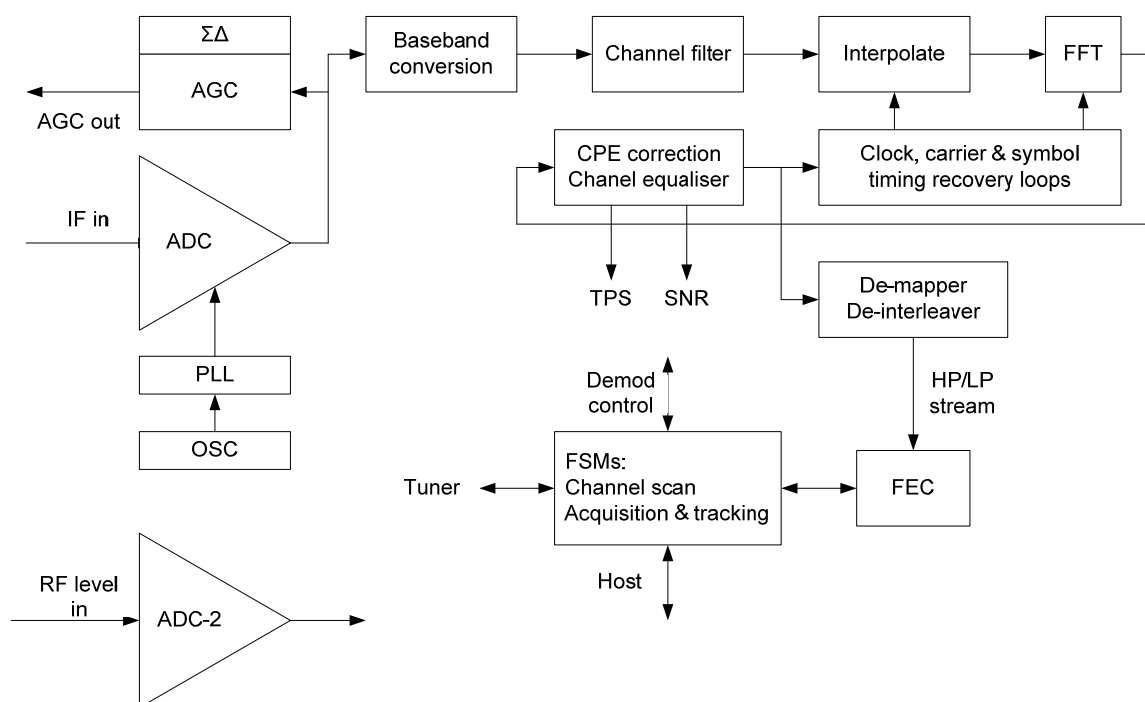 ΣΔ
AGC
AGC out
Baseband
conversion
Channel filter
Interpolate
FFT
CPE correction
Chanel equaliser
Clock, carrier & symbol
timing recovery loops
IF in
ADC
TPS
SNR
De-mapper
De-interleaver
PLL
OSC
Demod
control
HP/LP
stream
Tuner
FSMs:
Channel scan
Acquisition & tracking
FEC
Host
RF level
in
ADC-2